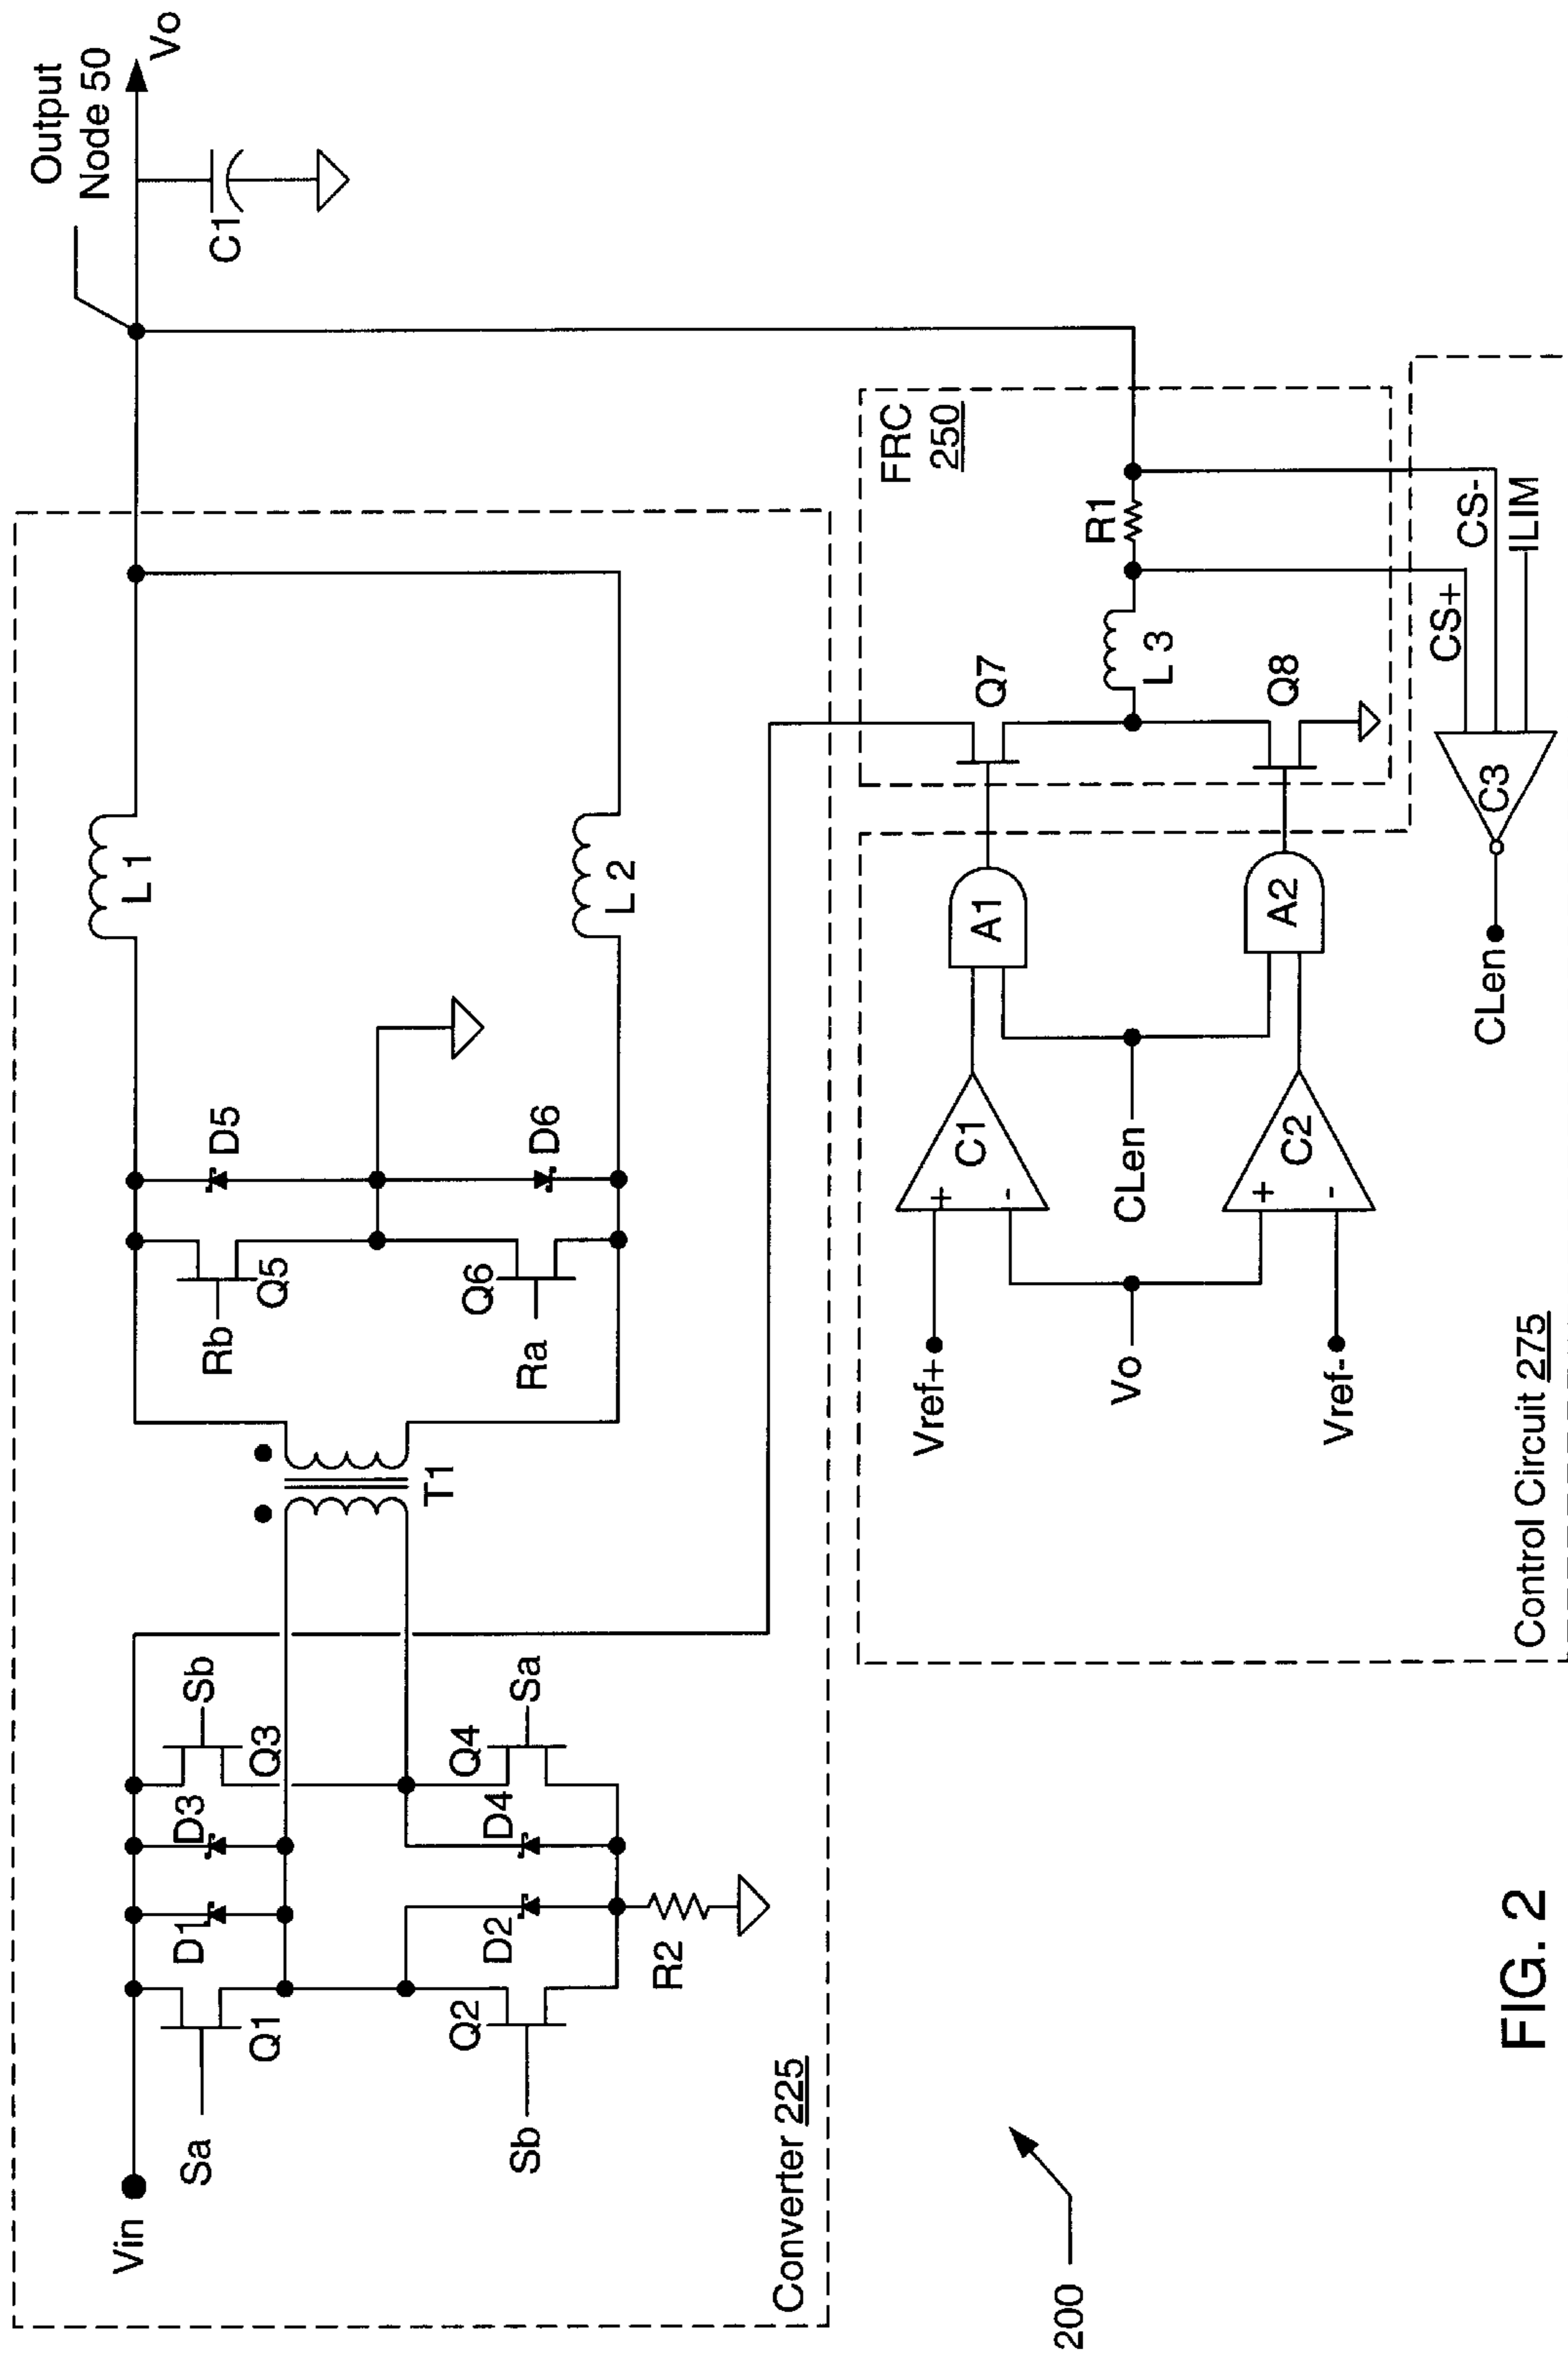 Output
Node 50
Vo
C1
L 1
L 2
D5
D6
Q5
Q6
Rb
Ra
T1
Sb
Sa
Q3
Q4
D3
D4
D1
D2
Q1
Q2
R2
Sa
Sb
Vin
Converter 225
FRC
250
R1
L 3
Q7
Q8
CS-
ILIM
CS+
C3
CLen
A1
A2
C1
+
-
CLen
C2
+
-
Vref+
Vo
Vref-
Control Circuit 275
200
FIG. 2